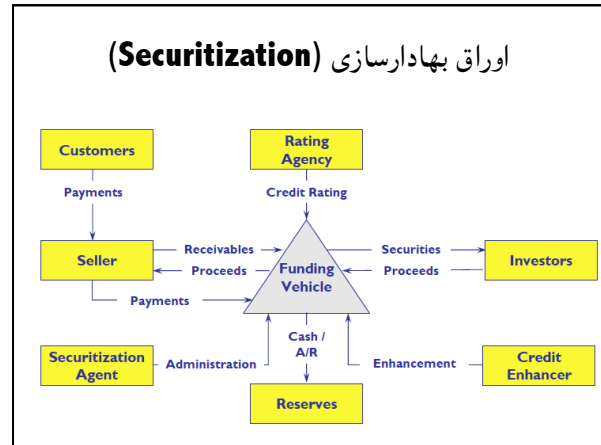 اوراق بهادارسازی (Securitization)
Customers
Rating
Agency
Payments
Credit Rating
Seller
Receivables
Proceeds
Payments
Funding
Vehicle
Securities
Proceeds
Investors
Securitization
Agent
Administration
Cash /
A/R
Enhancement
Credit
Enhancer
Reserves